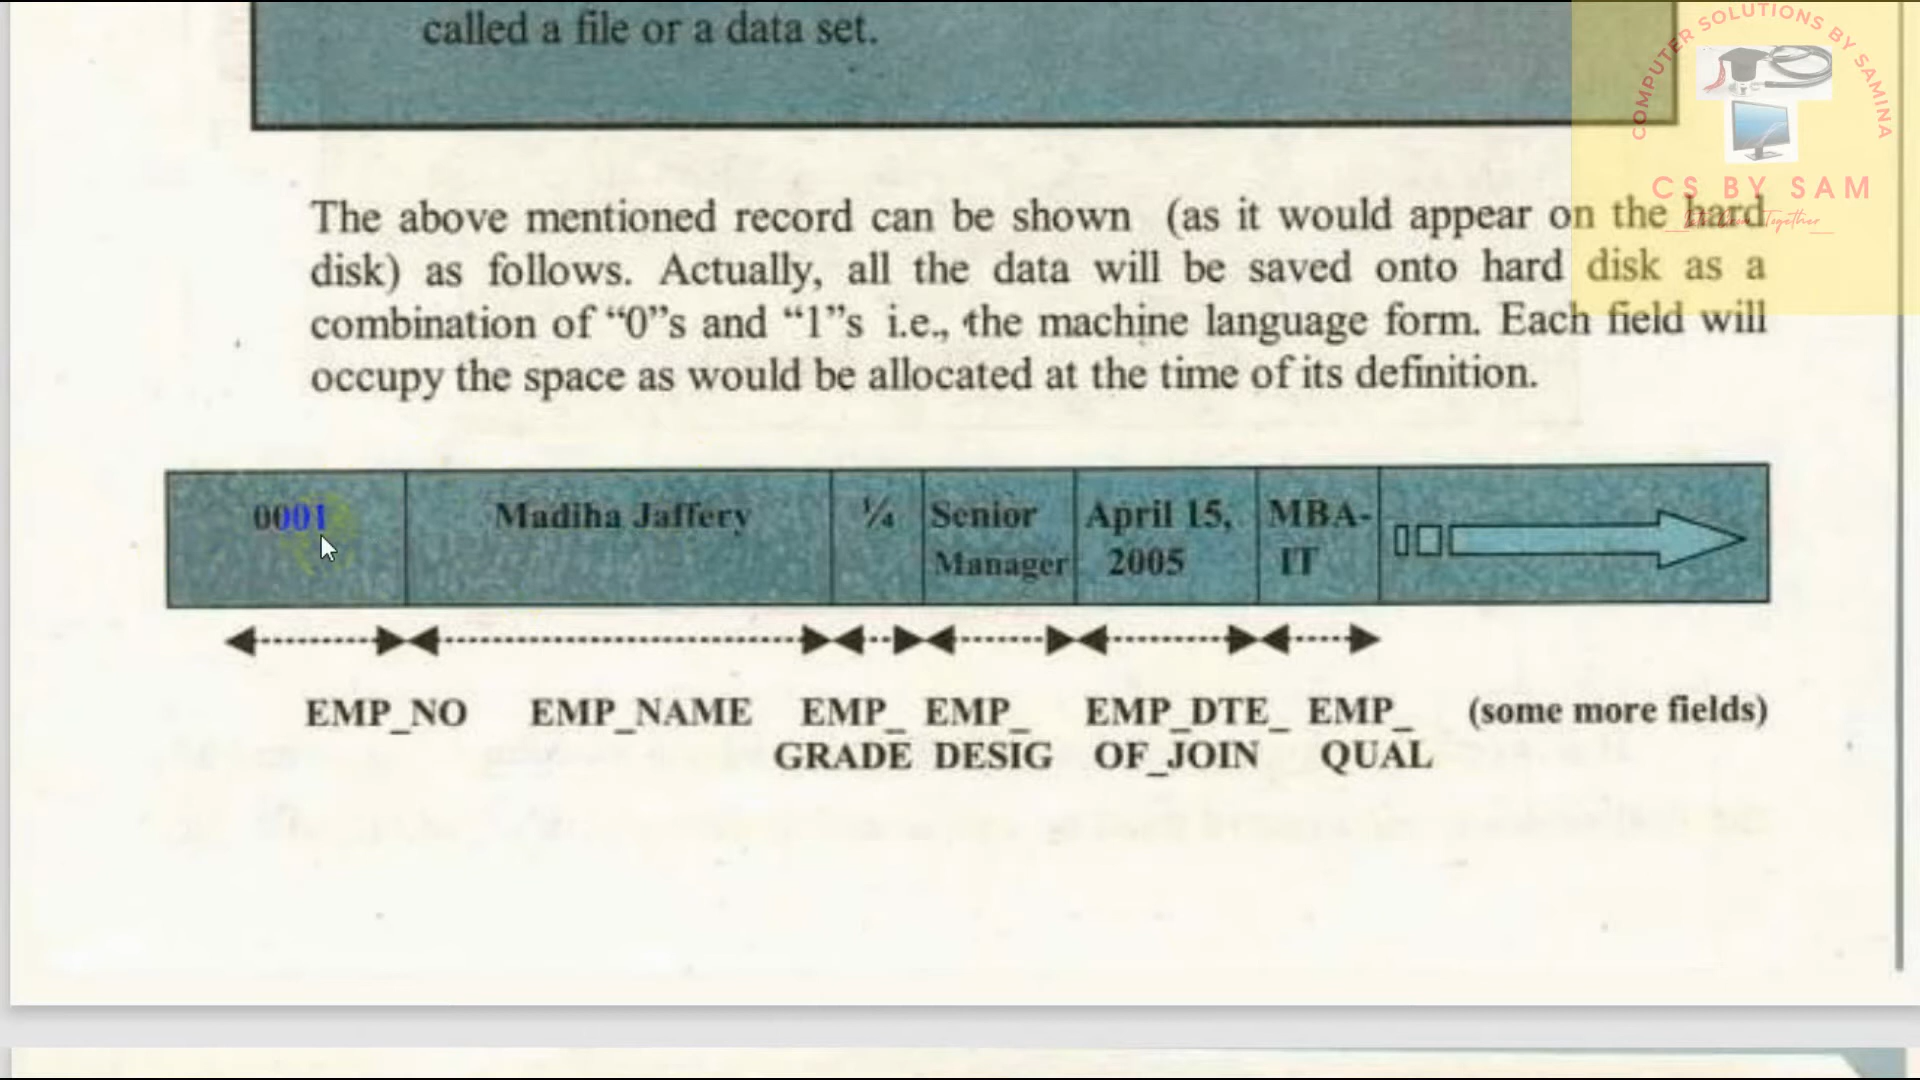 called a file or a data set.
COMPUTER SOLUTIONS BY SAMINA
CS BY SAM
Together
The above mentioned record can be shown (as it would appear on the hard
disk) as follows. Actually, all the data will be saved onto hard disk as a
combination of “0”s and “1”s i.e., the machine language form. Each field will
occupy the space as would be allocated at the time of its definition.
0001 Madiha Jaffery ¼ Senior April 15, MBA-
Manager 2005 IT
EMP_NO EMP_NAME EMP_ EMP_ EMP_DTE_ EMP_ (some more fields)
GRADE DESIG OF_JOIN QUAL